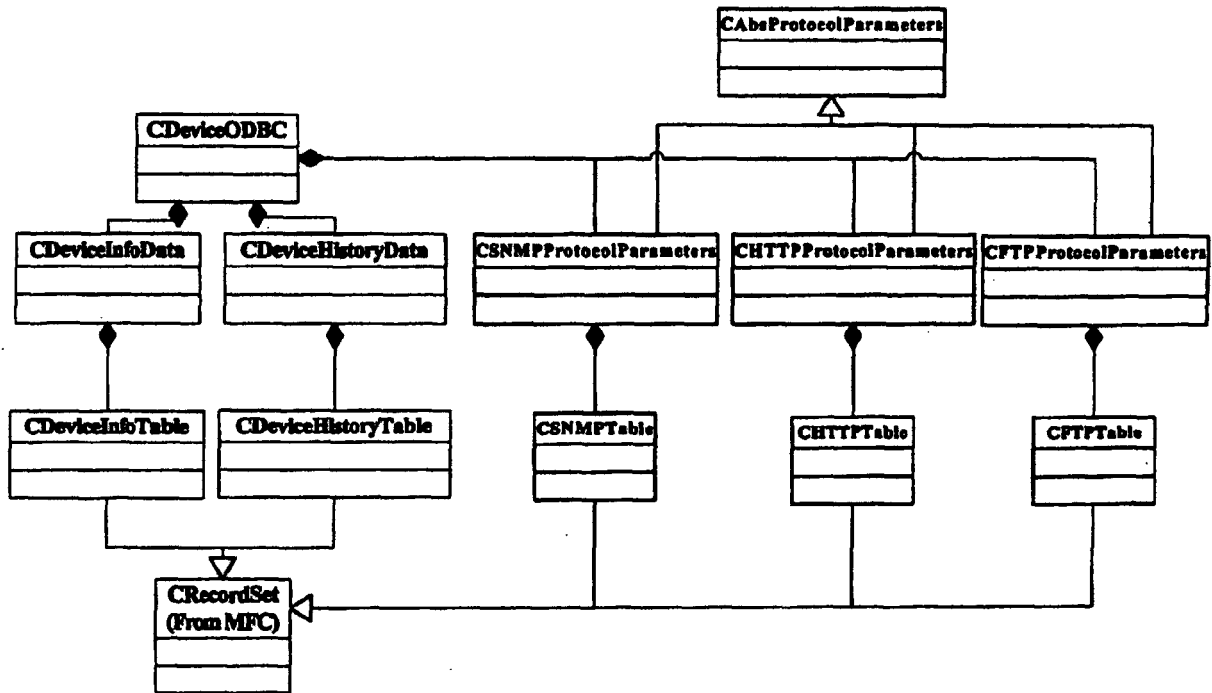 CAbsProtocolParameters
CDeviceODBC
CDeviceInfoData
CDeviceHistoryData
CSNMPProtocolParameters
CHTTPProtocolParameters
CFTPProtocolParameters
CDeviceInfoTable
CDeviceHistoryTable
CSNMPTable
CHTTPTable
CFTPTable
CRecordSet
(From MFC)